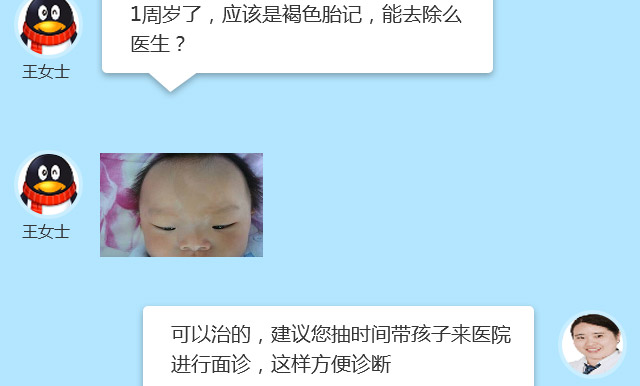 1周岁了，应该是褐色胎记，能去除么
医生？
王女士
王女士
可以治的，建议您抽时间带孩子来医院
进行面诊，这样方便诊断